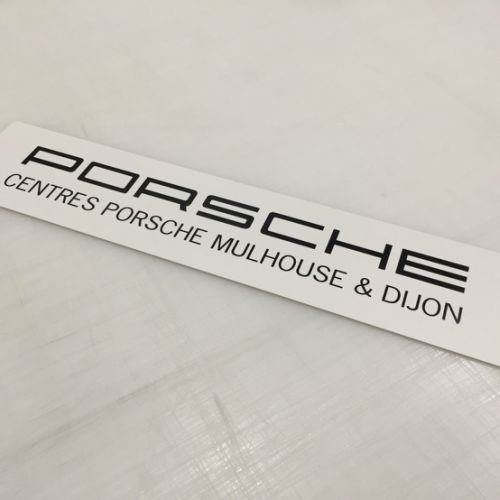 PORSCHE
CENTRES PORSCHE MULHOUSE & DIJON